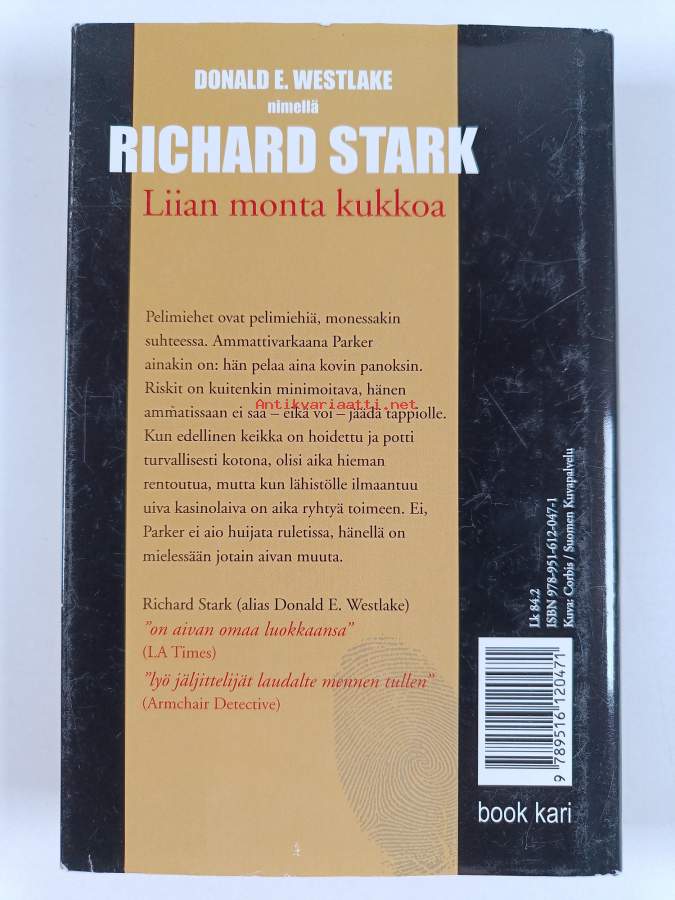 DONALD E. WESTLAKE
nimellä
RICHARD STARK
Liian monta kukkoa
Pelimiehet ovat pelimiehiä, monessakin
suhteessa. Ammattivarkaana Parker
ainakin on: hän pelaa aina kovin panoksin.
Riskit on kuitenkin minimoitava, hänen
ammatissaan ei saa – eikä voi – jäädä tappiolle.
Antikvariaatti.net
Kun edellinen keikka on hoidettu ja potti
turvallisesti kotona, olisi aika hieman
rentoutua, mutta kun lähistölle ilmaantuu
uiva kasinolaiva on aika ryhtyä toimeen. Ei,
Parker ei aio huijata ruletissa, hänellä on
mielessään jotain aivan muuta.
Richard Stark (alias Donald E. Westlake)
”on aivan omaa luokkaansa”
(LA Times)
”lyö jäljittelijät laudalte mennen tullen”
(Armchair Detective)
Lk 84.2
ISBN 978-951-612-047-1
Kuva: Corbis / Suomen Kuvapalvelu
9 789516 120471
book kari